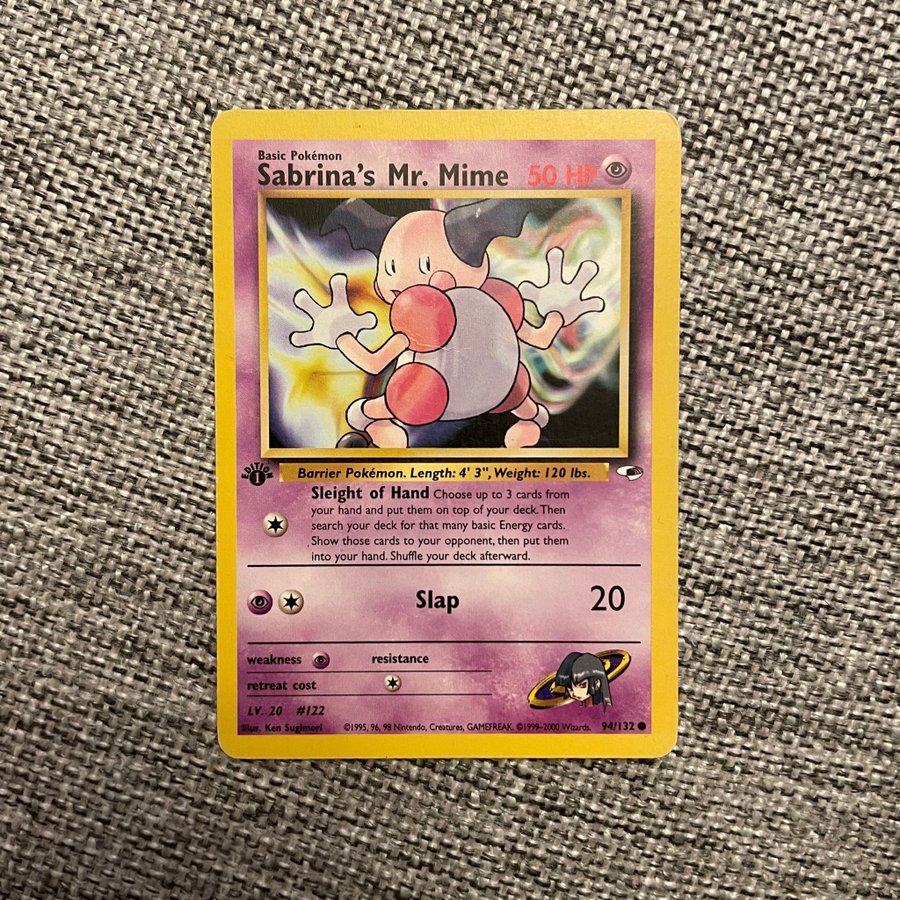 Basic Pokémon
Sabrina's Mr. Mime 50 HP
EDITION
1
Barrier Pokémon. Length: 4' 3", Weight: 120 lbs.
Sleight of Hand Choose up to 3 cards from
your hand and put them on top of your deck. Then
search your deck for that many basic Energy cards.
Show those cards to your opponent, then put them
into your hand. Shuffle your deck afterward.
Slap 20
weakness resistance
retreat cost
LV. 20 #122
Illus. Ken Sugimori ©1995, 96, 98 Nintendo, Creatures, GAMEFREAK. ©1999-2000 Wizards. 94/132